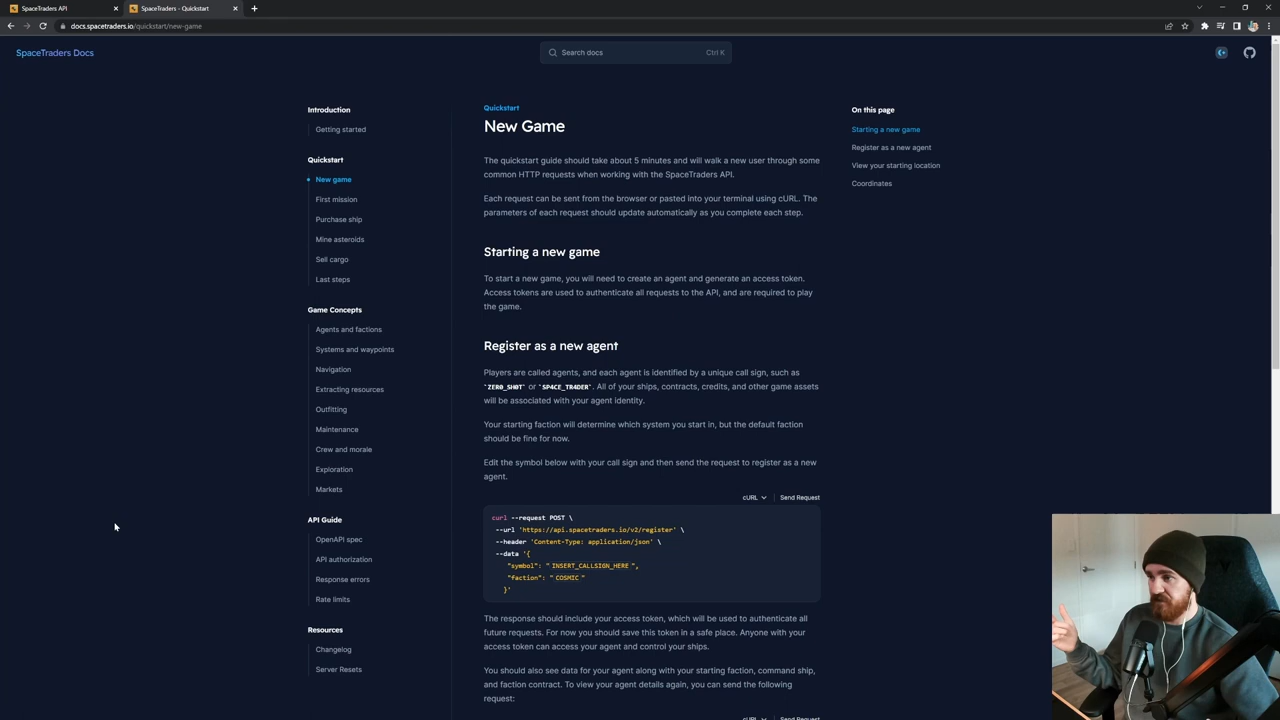 SpaceTraders API
SpaceTraders - Quickstart
docs.spacetraders.io/quickstart/new-game
SpaceTraders Docs
Search docs
Ctrl K
Introduction
Getting started
Quickstart
New game
First mission
Purchase ship
Mine asteroids
Sell cargo
Last steps
Game Concepts
Agents and factions
Systems and waypoints
Navigation
Extracting resources
Outfitting
Maintenance
Crew and morale
Exploration
Markets
API Guide
OpenAPI spec
API authorization
Response errors
Rate limits
Resources
Changelog
Server Resets
Quickstart
New Game
The quickstart guide should take about 5 minutes and will walk a new user through some
common HTTP requests when working with the SpaceTraders API.
Each request can be sent from the browser or pasted into your terminal using cURL. The
parameters of each request should update automatically as you complete each step.
Starting a new game
To start a new game, you will need to create an agent and generate an access token.
Access tokens are used to authenticate all requests to the API, and are required to play
the game.
Register as a new agent
Players are called agents, and each agent is identified by a unique call sign, such as
"ZER0_SH0T" or "SP4CE_TR4DER". All of your ships, contracts, credits, and other game assets
will be associated with your agent identity.
Your starting faction will determine which system you start in, but the default faction
should be fine for now.
Edit the symbol below with your call sign and then send the request to register as a new
agent.
cURL
Send Request
curl --request POST \
--url 'https://api.spacetraders.io/v2/register' \
--header 'Content-Type: application/json' \
--data '{
"symbol": "INSERT_CALLSIGN_HERE",
"faction": "COSMIC"
}'
The response should include your access token, which will be used to authenticate all
future requests. For now you should save this token in a safe place. Anyone with your
access token can access your agent and control your ships.
You should also see data for your agent along with your starting faction, command ship,
and faction contract. To view your agent details again, you can send the following
request:
cURL
Send Request
On this page
Starting a new game
Register as a new agent
View your starting location
Coordinates